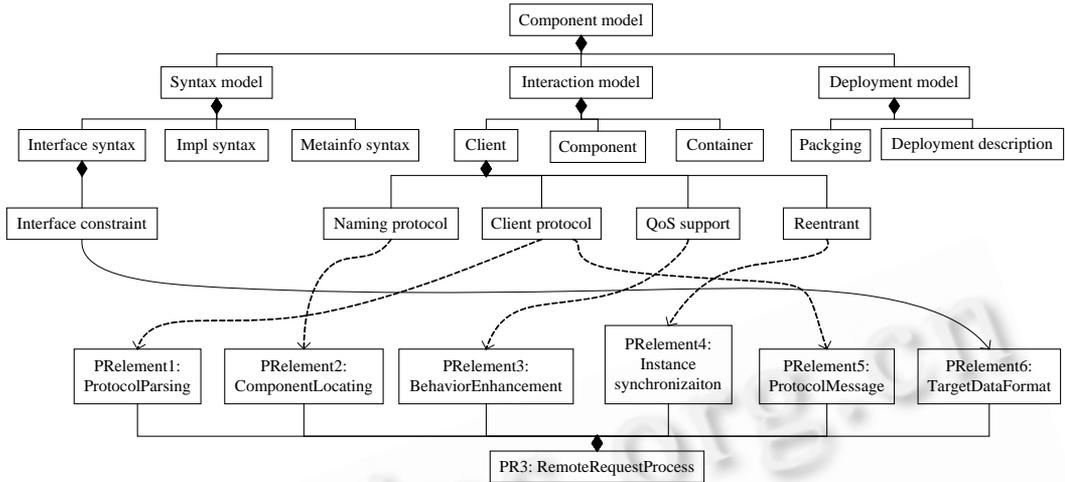 Component model
Syntax model
Interaction model
Deployment model
Interface syntax
Impl syntax
Metainfo syntax
Client
Component
Container
Packging
Deployment description
Interface constraint
Naming protocol
Client protocol
QoS support
Reentrant
PRelement1:
ProtocolParsing
PRelement2:
ComponentLocating
PRelement3:
BehaviorEnhancement
PRelement4:
Instance
synchronizaiton
PRelement5:
ProtocolMessage
PRelement6:
TargetDataFormat
PR3: RemoteRequestProcess
org.cn